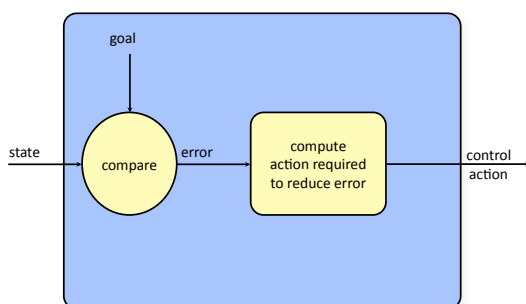 goal
state
compare
error
compute
action required
to reduce error
control
action